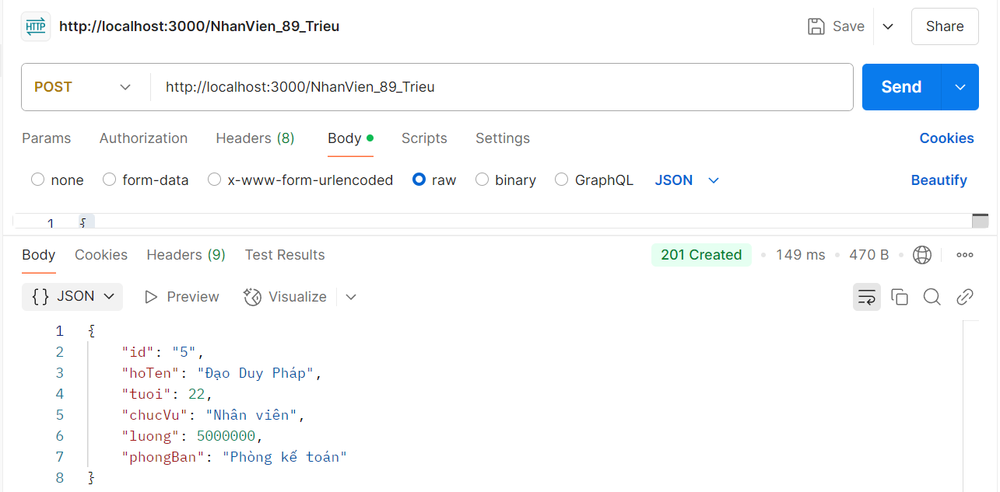 HTTP http://localhost:3000/NhanVien_89_Trieu Save Share
POST http://localhost:3000/NhanVien_89_Trieu Send
Params Authorization Headers (8) Body Scripts Settings Cookies
none form-data x-www-form-urlencoded raw binary GraphQL JSON Beautify
1 {
Body Cookies Headers (9) Test Results 201 Created 149 ms 470 B
{} JSON Preview Visualize
1 {
2 "id": "5",
3 "hoTen": "Đạo Duy Pháp",
4 "tuoi": 22,
5 "chucVu": "Nhân viên",
6 "luong": 5000000,
7 "phongBan": "Phòng kế toán"
8 }